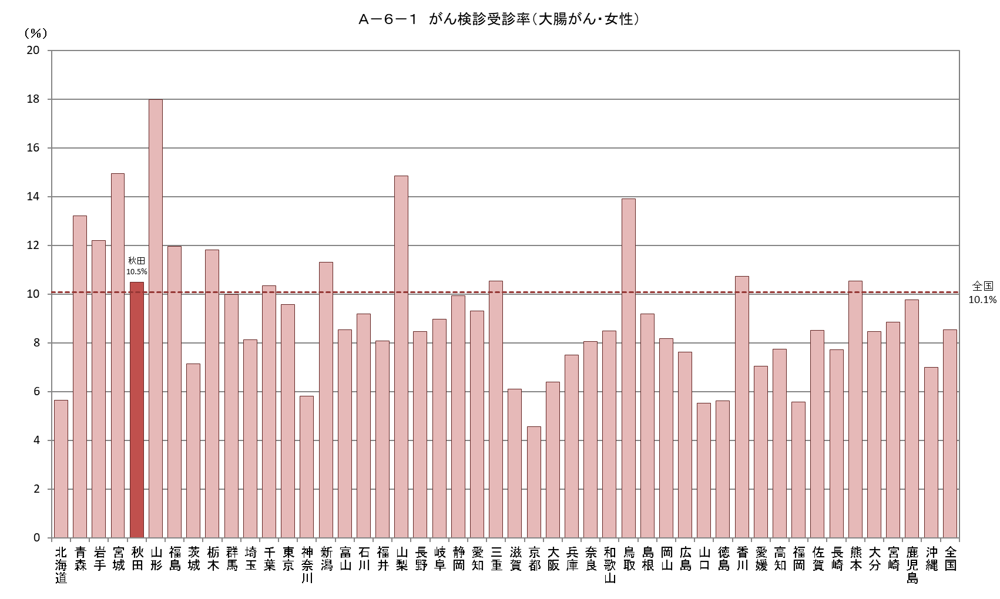 A－6－1　がん検診受診率（大腸がん・女性）
（%）
20
18
16
14
12
10
8
6
4
2
0
秋田
10.5%
全国
10.1%
北海道
青森
岩手
宮城
秋田
山形
福島
茨城
栃木
群馬
埼玉
千葉
東京
神奈川
新潟
富山
石川
福井
山梨
長野
岐阜
静岡
愛知
三重
滋賀
京都
大阪
兵庫
奈良
和歌山
鳥取
島根
岡山
広島
山口
徳島
香川
愛媛
高知
福岡
佐賀
長崎
熊本
大分
宮崎
鹿児島
沖縄
全国